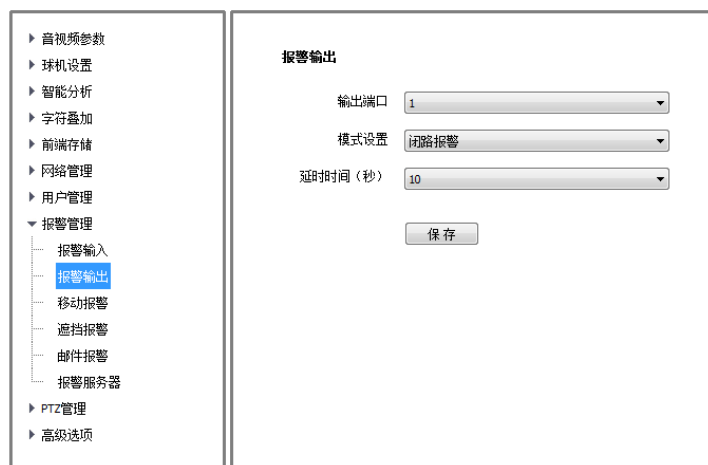 音视频参数
球机设置
智能分析
字符叠加
前端存储
网络管理
用户管理
报警管理
报警输入
报警输出
移动报警
遮挡报警
邮件报警
报警服务器
PTZ管理
高级选项
报警输出
输出端口 1
模式设置 闭路报警
延时时间（秒） 10
保存